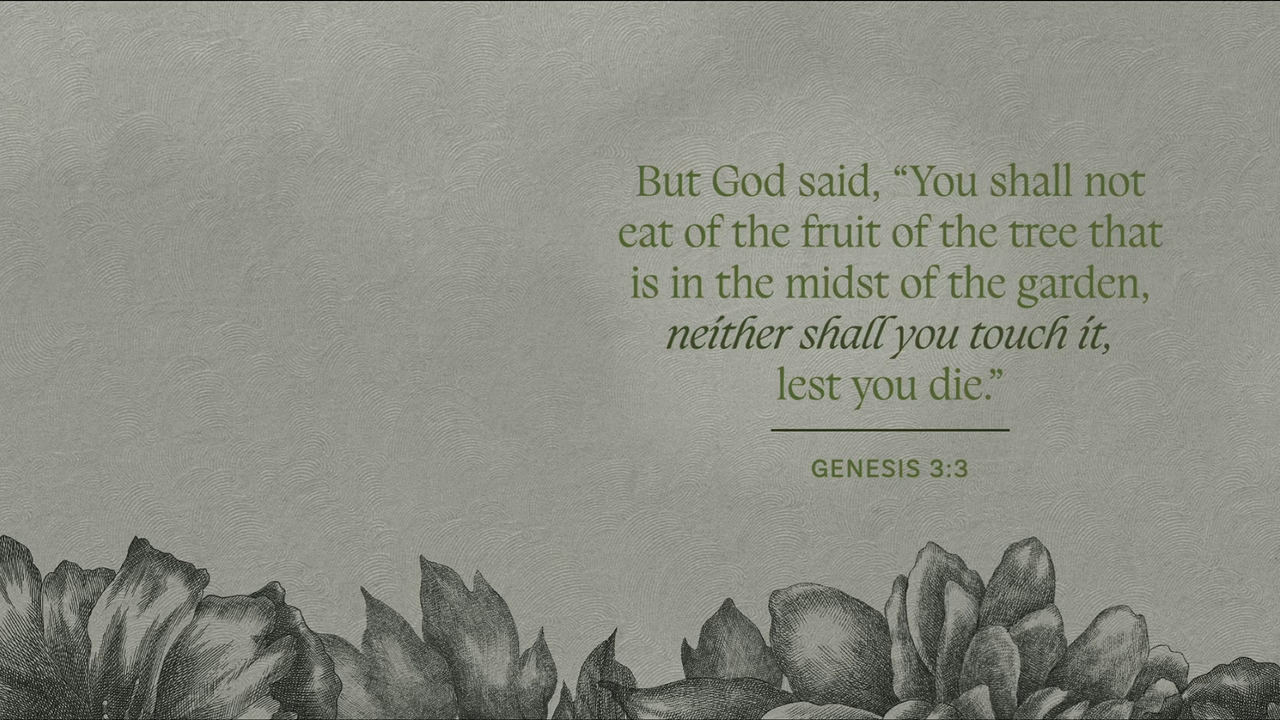 But God said, “You shall not
eat of the fruit of the tree that
is in the midst of the garden,
neither shall you touch it,
lest you die.”
GENESIS 3:3